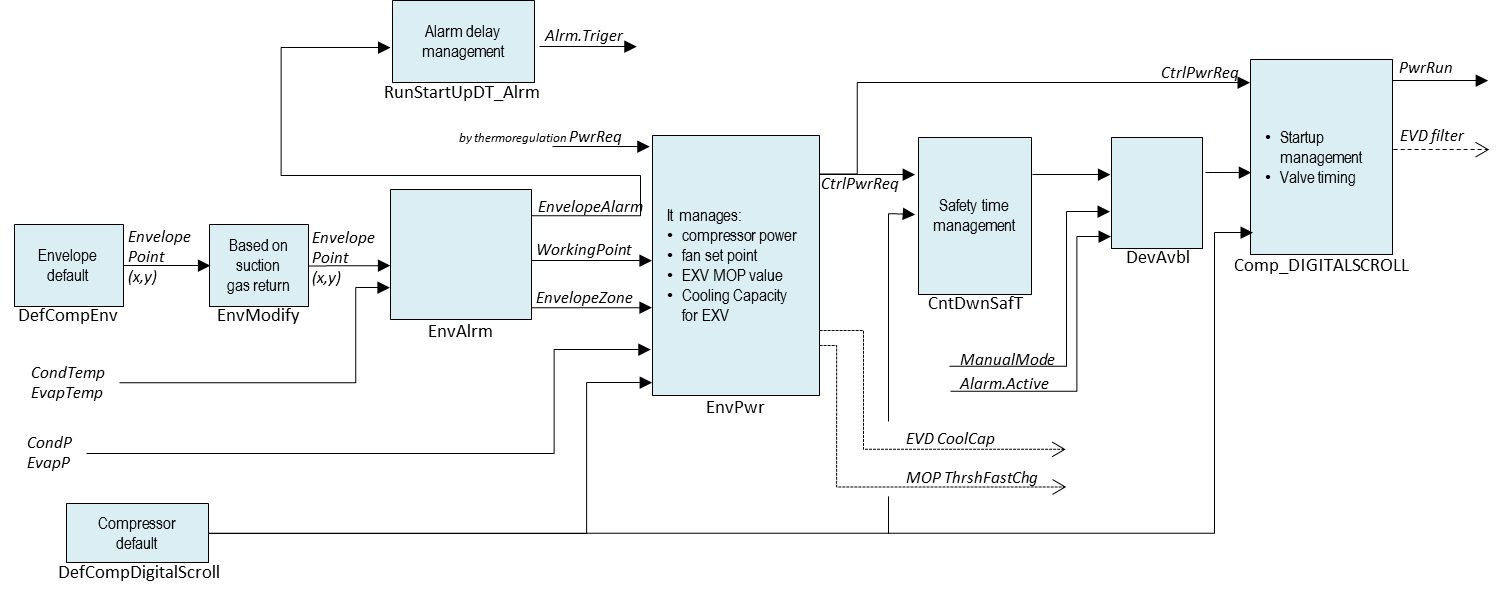 Alarm delay
management
Alrm.Triger
RunStartUpDT_Alrm
by thermoregulation PwrReq
CtrlPwrReq
PwrRun
EVD filter
• Startup
management
• Valve timing
Comp_DIGITALSCROLL
CtrlPwrReq
Safety time
management
CntDwnSafT
DevAvbl
EnvelopeAlarm
WorkingPoint
EnvelopeZone
EnvAlrm
It manages:
• compressor power
• fan set point
• EXV MOP value
• Cooling Capacity
for EXV
EnvPwr
Envelope
default
DefCompEnv
Envelope
Point
(x,y)
Based on
suction
gas return
EnvModify
Envelope
Point
(x,y)
CondTemp
EvapTemp
ManualMode
Alarm.Active
CondP
EvapP
EVD CoolCap
MOP ThrshFastChg
Compressor
default
DefCompDigitalScroll